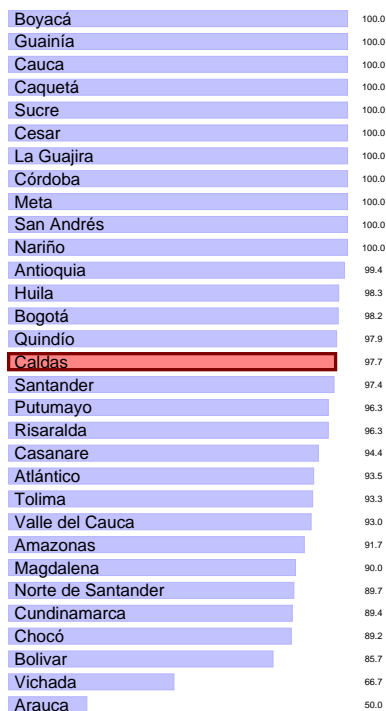 Boyacá 100.0
Guainía 100.0
Cauca 100.0
Caquetá 100.0
Sucre 100.0
Cesar 100.0
La Guajira 100.0
Córdoba 100.0
Meta 100.0
San Andrés 100.0
Nariño 100.0
Antioquia 99.4
Huila 98.3
Bogotá 98.2
Quindío 97.9
Caldas 97.7
Santander 97.4
Putumayo 96.3
Risaralda 96.3
Casanare 94.4
Atlántico 93.5
Tolima 93.3
Valle del Cauca 93.0
Amazonas 91.7
Magdalena 90.0
Norte de Santander 89.7
Cundinamarca 89.4
Chocó 89.2
Bolivar 85.7
Vichada 66.7
Arauca 50.0